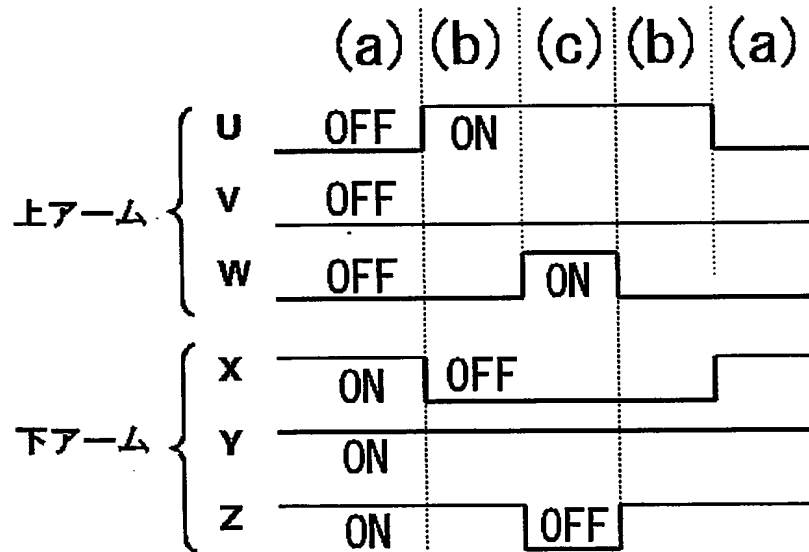 (a) (b) (c) (b) (a)
上アーム
U OFF ON
V OFF
W OFF ON
下アーム
X ON OFF
Y ON
Z ON OFF